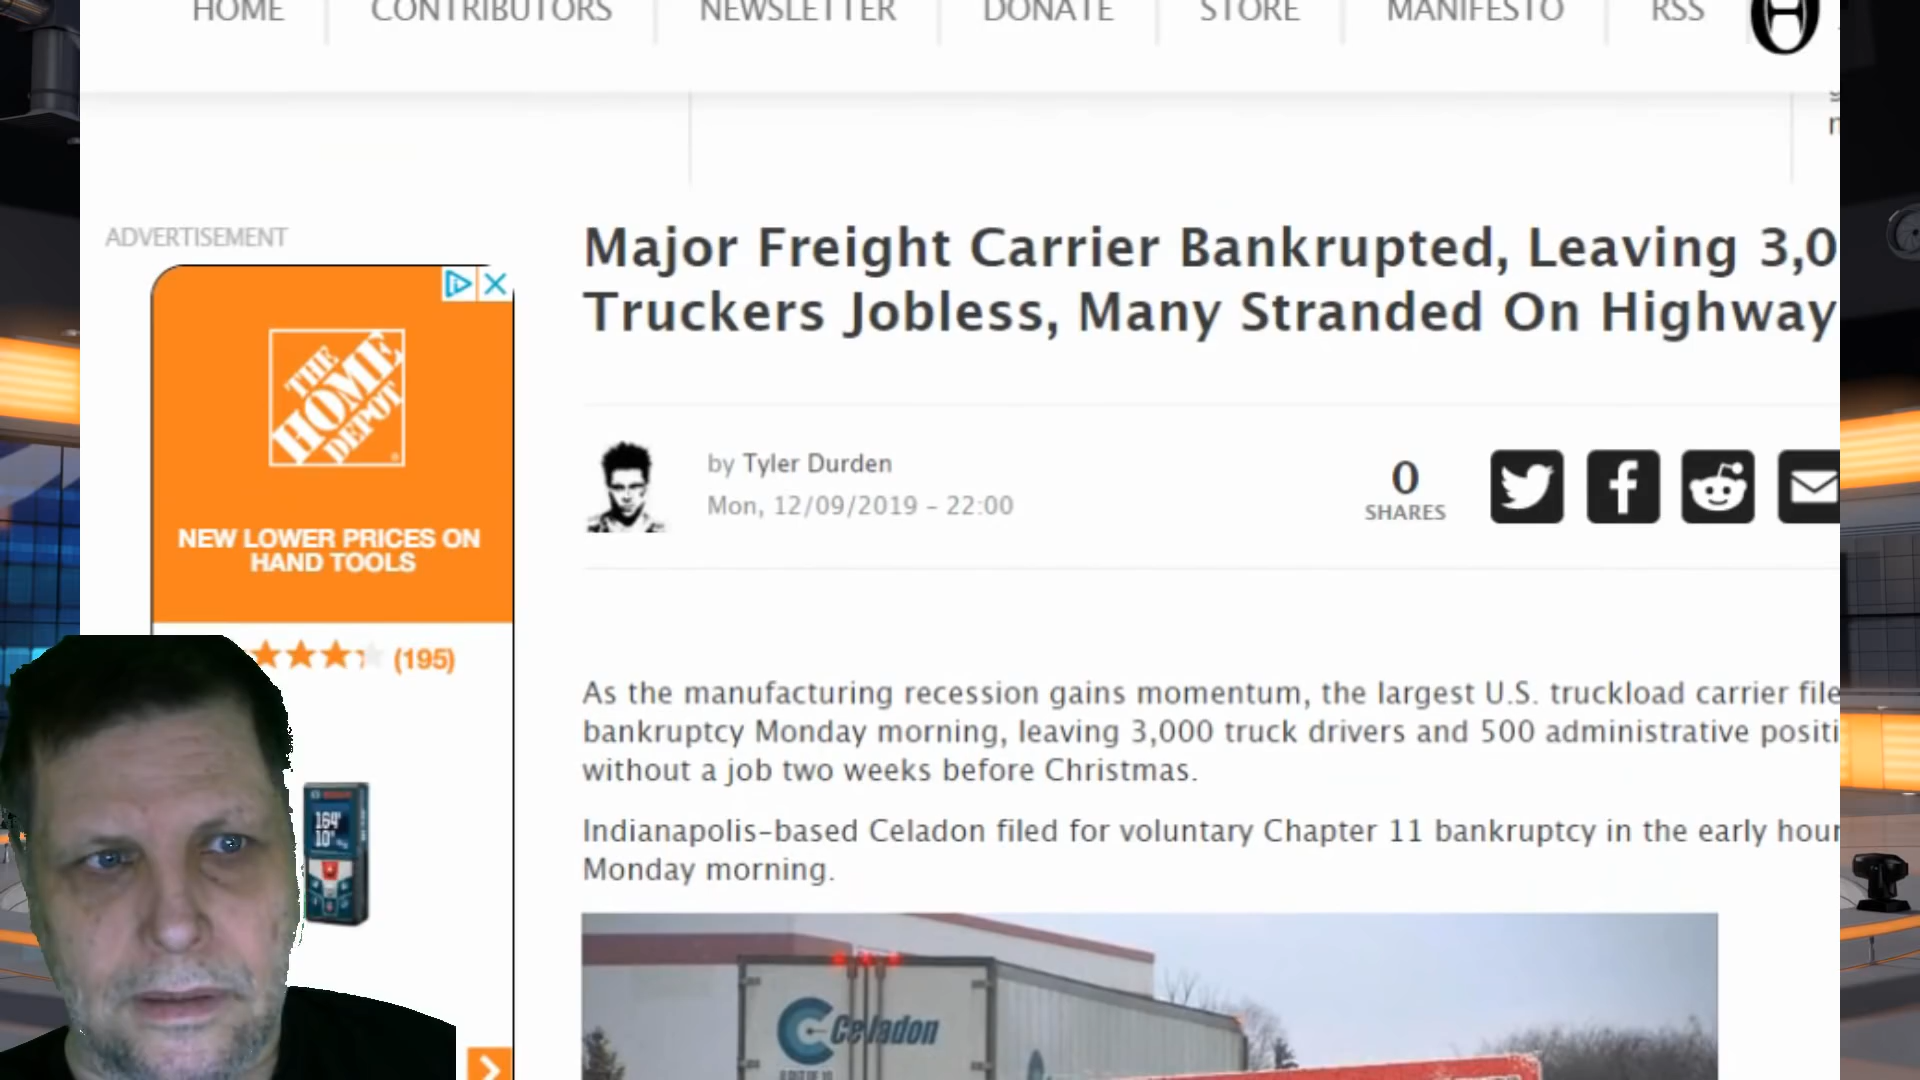 HOME
CONTRIBUTORS
NEWSLETTER
DONATE
STORE
MANIFESTO
RSS
ADVERTISEMENT
THE
HOME
DEPOT
NEW LOWER PRICES ON
HAND TOOLS
(195)
164'
10"
Major Freight Carrier Bankrupted, Leaving 3,0
Truckers Jobless, Many Stranded On Highway
by Tyler Durden
Mon, 12/09/2019 - 22:00
0
SHARES
As the manufacturing recession gains momentum, the largest U.S. truckload carrier file
bankruptcy Monday morning, leaving 3,000 truck drivers and 500 administrative positi
without a job two weeks before Christmas.
Indianapolis-based Celadon filed for voluntary Chapter 11 bankruptcy in the early hour
Monday morning.
Celadon